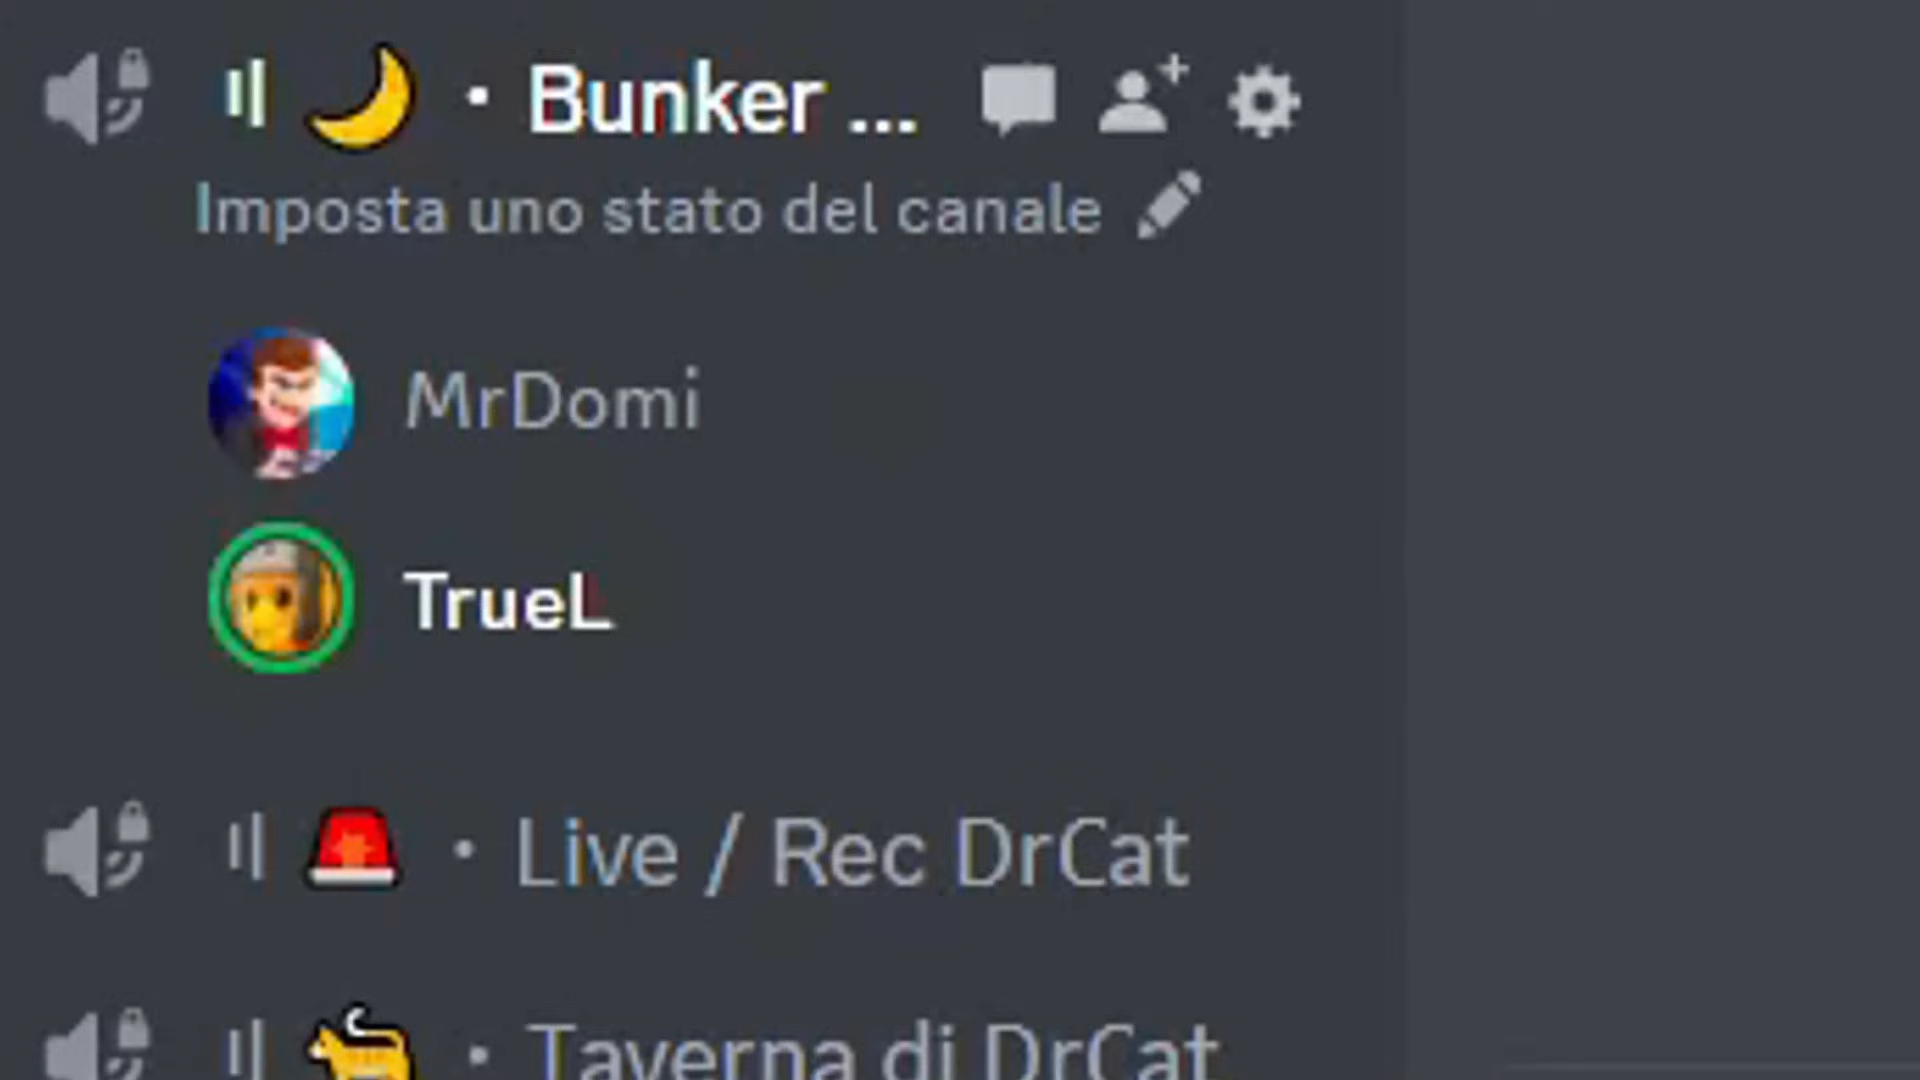 🌙 • Bunker ...
Imposta uno stato del canale
MrDomi
TrueL
🚨 • Live / Rec DrCat
🐈 • Taverna di DrCat